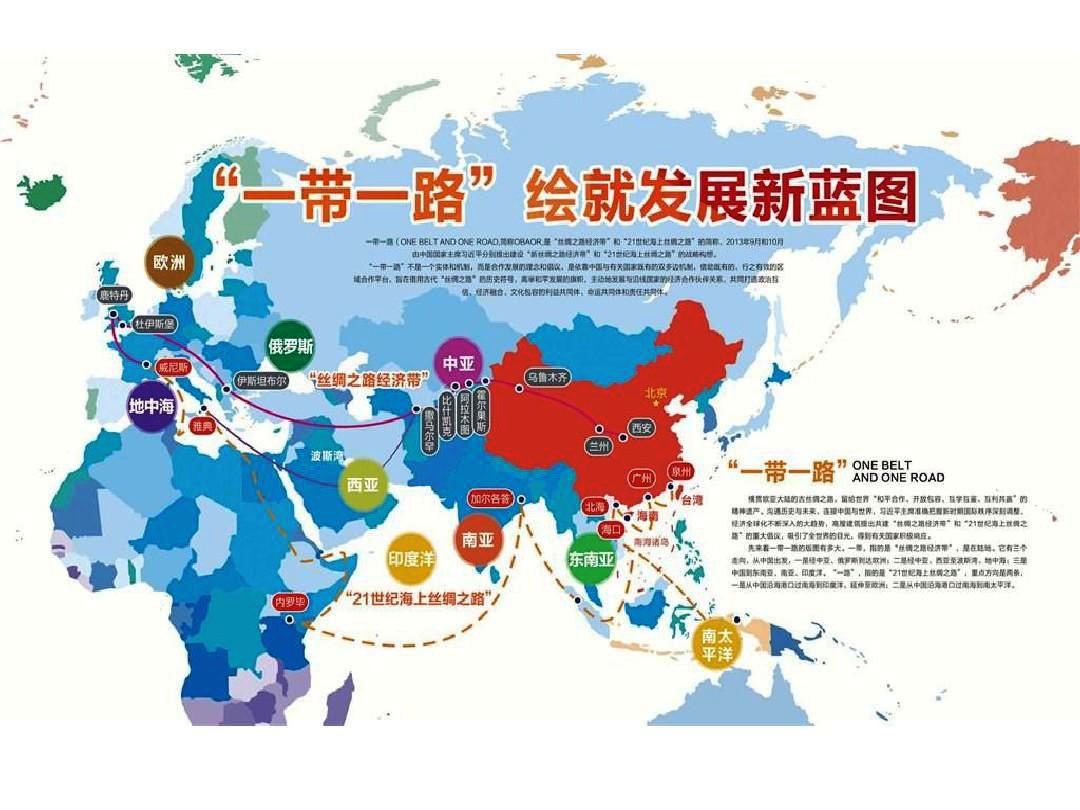 “一带一路” 绘就发展新蓝图
一带一路（ONE BELT AND ONE ROAD,简称OBAOR,是“丝绸之路经济带”和“21世纪海上丝绸之路”的简称。2013年9月和10月
由中国国家主席习近平分别提出建设“新丝绸之路经济带”和“21世纪海上丝绸之路”的战略构想。
“一带一路”不是一个实体和机制，而是合作发展的理念和倡议，是依靠中国与有关国家既有的双多边机制，借助既有的、行之有效的区
域合作平台，旨在借用古代“丝绸之路”的历史符号，高举和平发展的旗帜，主动地发展与沿线国家的经济合作伙伴关系，共同打造政治互
信、经济融合、文化包容的利益共同体、命运共同体和责任共同体。
欧洲
鹿特丹
杜伊斯堡
俄罗斯
中亚
威尼斯
“丝绸之路经济带”
伊斯坦布尔
乌鲁木齐
北京
地中海
雅典
撒马尔罕
比什凯克
阿拉木图
霍尔果斯
兰州
西安
波斯湾
西亚
加尔各答
广州
泉州
台湾
北海
海南
海口
南海诸岛
南亚
印度洋
东南亚
内罗毕
“21世纪海上丝绸之路”
南太
平洋
“一带一路” ONE BELT
AND ONE ROAD
横贯欧亚大陆的古丝绸之路，留给世界“和平合作、开放包容、互学互鉴、互利共赢”的
精神遗产。沟通历史与未来，连接中国与世界，习近平主席准确把握新时期国际秩序深刻调整、
经济全球化不断深入的大趋势，高屋建瓴提出共建“丝绸之路经济带”和“21世纪海上丝绸之
路”的重大倡议，吸引了全世界的目光，得到有关国家积极响应。
先来看一带一路的版图有多大。一带，指的是“丝绸之路经济带”，是在陆地。它有三个
走向，从中国出发，一是经中亚、俄罗斯到达欧洲；二是经中亚、西亚至波斯湾、地中海；三是
中国到东南亚、南亚、印度洋。“一路”，指的是“21世纪海上丝绸之路”，重点方向是两条，
一是从中国沿海港口过南海到印度洋，延伸至欧洲；二是从中国沿海港口过南海到南太平洋。